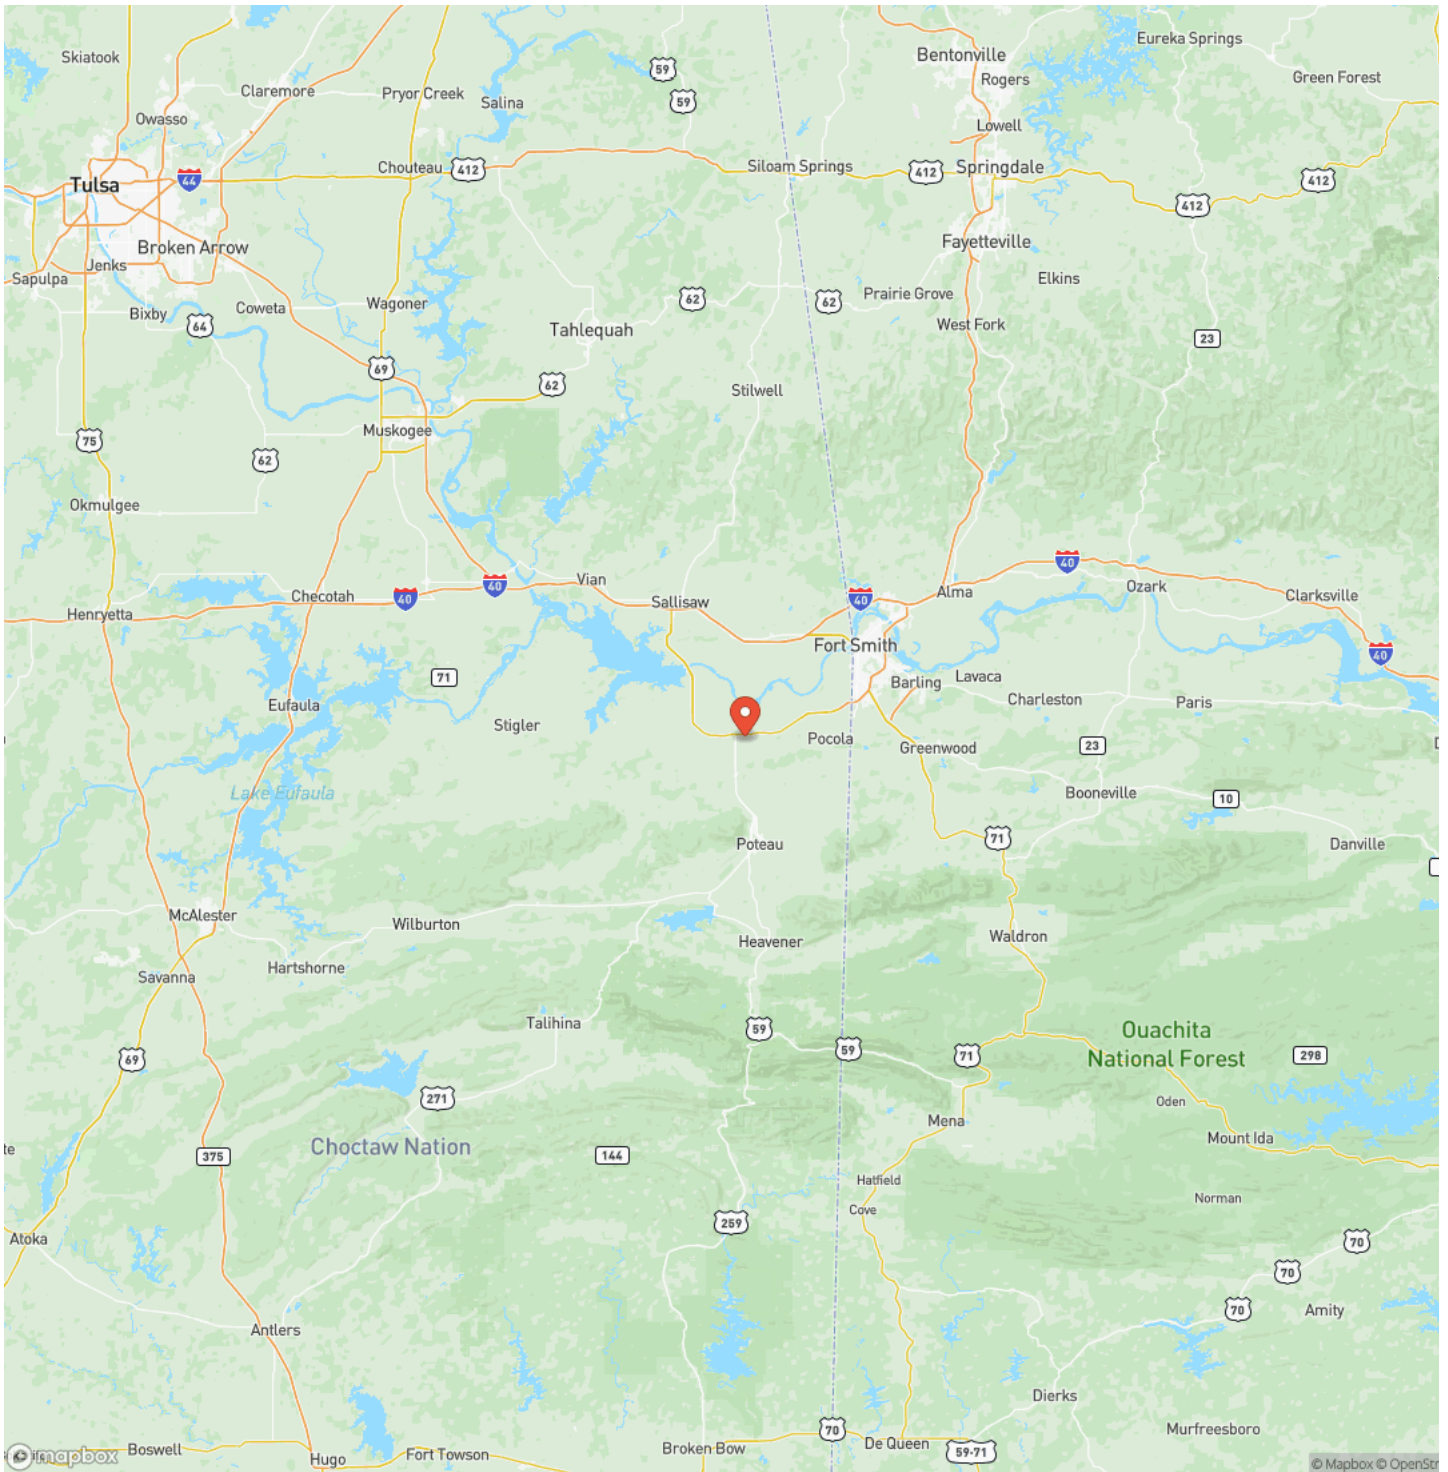 Skiatook
59
Bentonville
Eureka Springs
Green Forest
Claremore
Pryor Creek
Salina
59
Rogers
Owasso
Lowell
Tulsa
44
Chouteau
412
Siloam Springs
412
Springdale
412
412
Broken Arrow
Fayetteville
Sapulpa
Jenks
Elkins
Bixby
64
Coweta
Wagoner
62
62
Prairie Grove
Tahlequah
West Fork
23
69
62
Stilwell
75
Muskogee
62
Okmulgee
Henryetta
Checotah
40
40
Vian
Sallisaw
40
Alma
40
Ozark
Clarksville
Fort Smith
40
71
Barling
Lavaca
Charleston
Paris
Eufaula
Stigler
Pocola
Greenwood
23
Lake Eufaula
Booneville
10
Poteau
71
Danville
McAlester
Wilburton
Heavener
Waldron
Hartshorne
Savanna
Talihina
59
59
71
Ouachita
National Forest
298
69
271
Oden
Mena
Mount Ida
Choctaw Nation
375
144
Hatfield
Norman
Cove
Atoka
259
70
70
70
Amity
Antlers
Dierks
Murfreesboro
mapbox
Boswell
Hugo
Fort Towson
Broken Bow
70
De Queen
59-71
© Mapbox © OpenStr